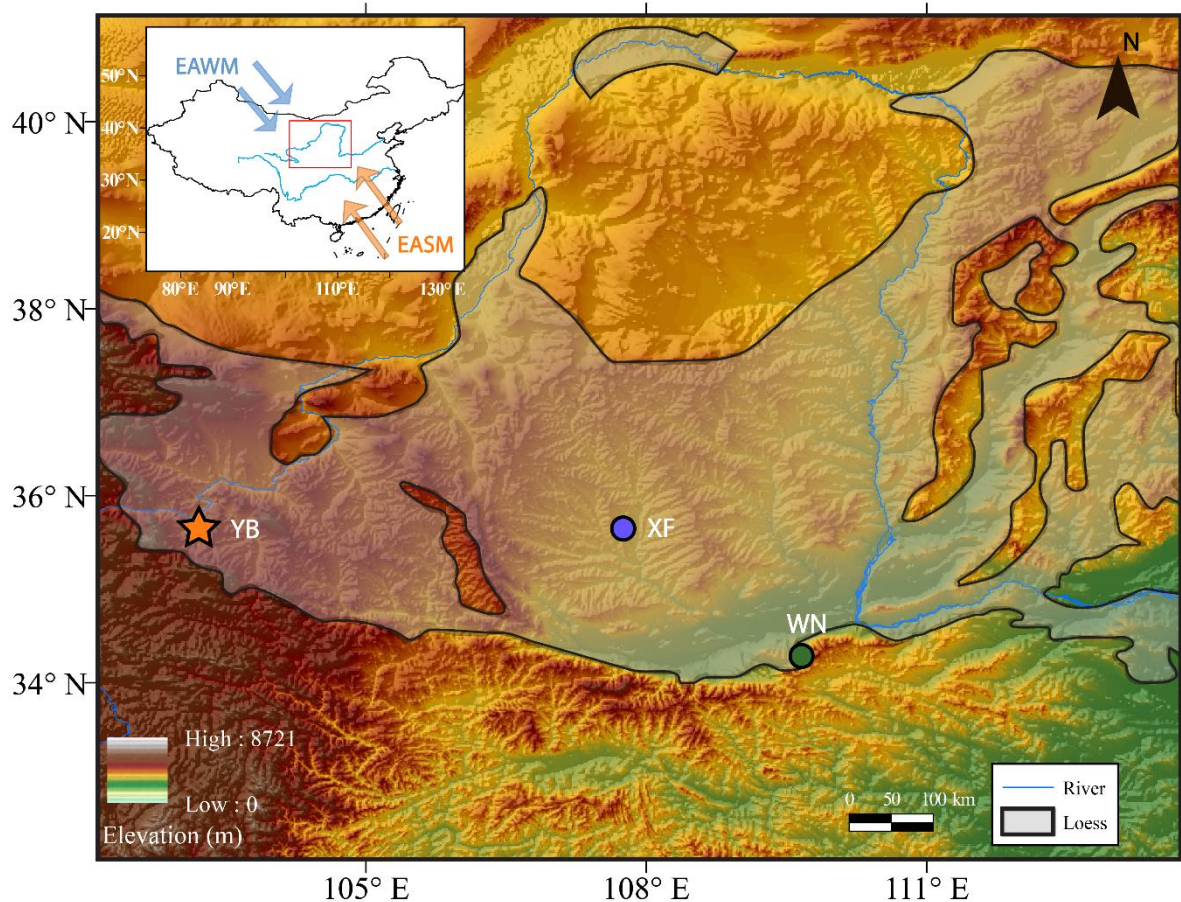 N
EAWM
50°N
40°N
30°N
20°N
EASM
80°E 90°E 110°E 130°E
40° N
38° N
36° N
34° N
YB
XF
WN
High : 8721
Low : 0
Elevation (m)
0 50 100 km
River
Loess
105° E 108° E 111° E